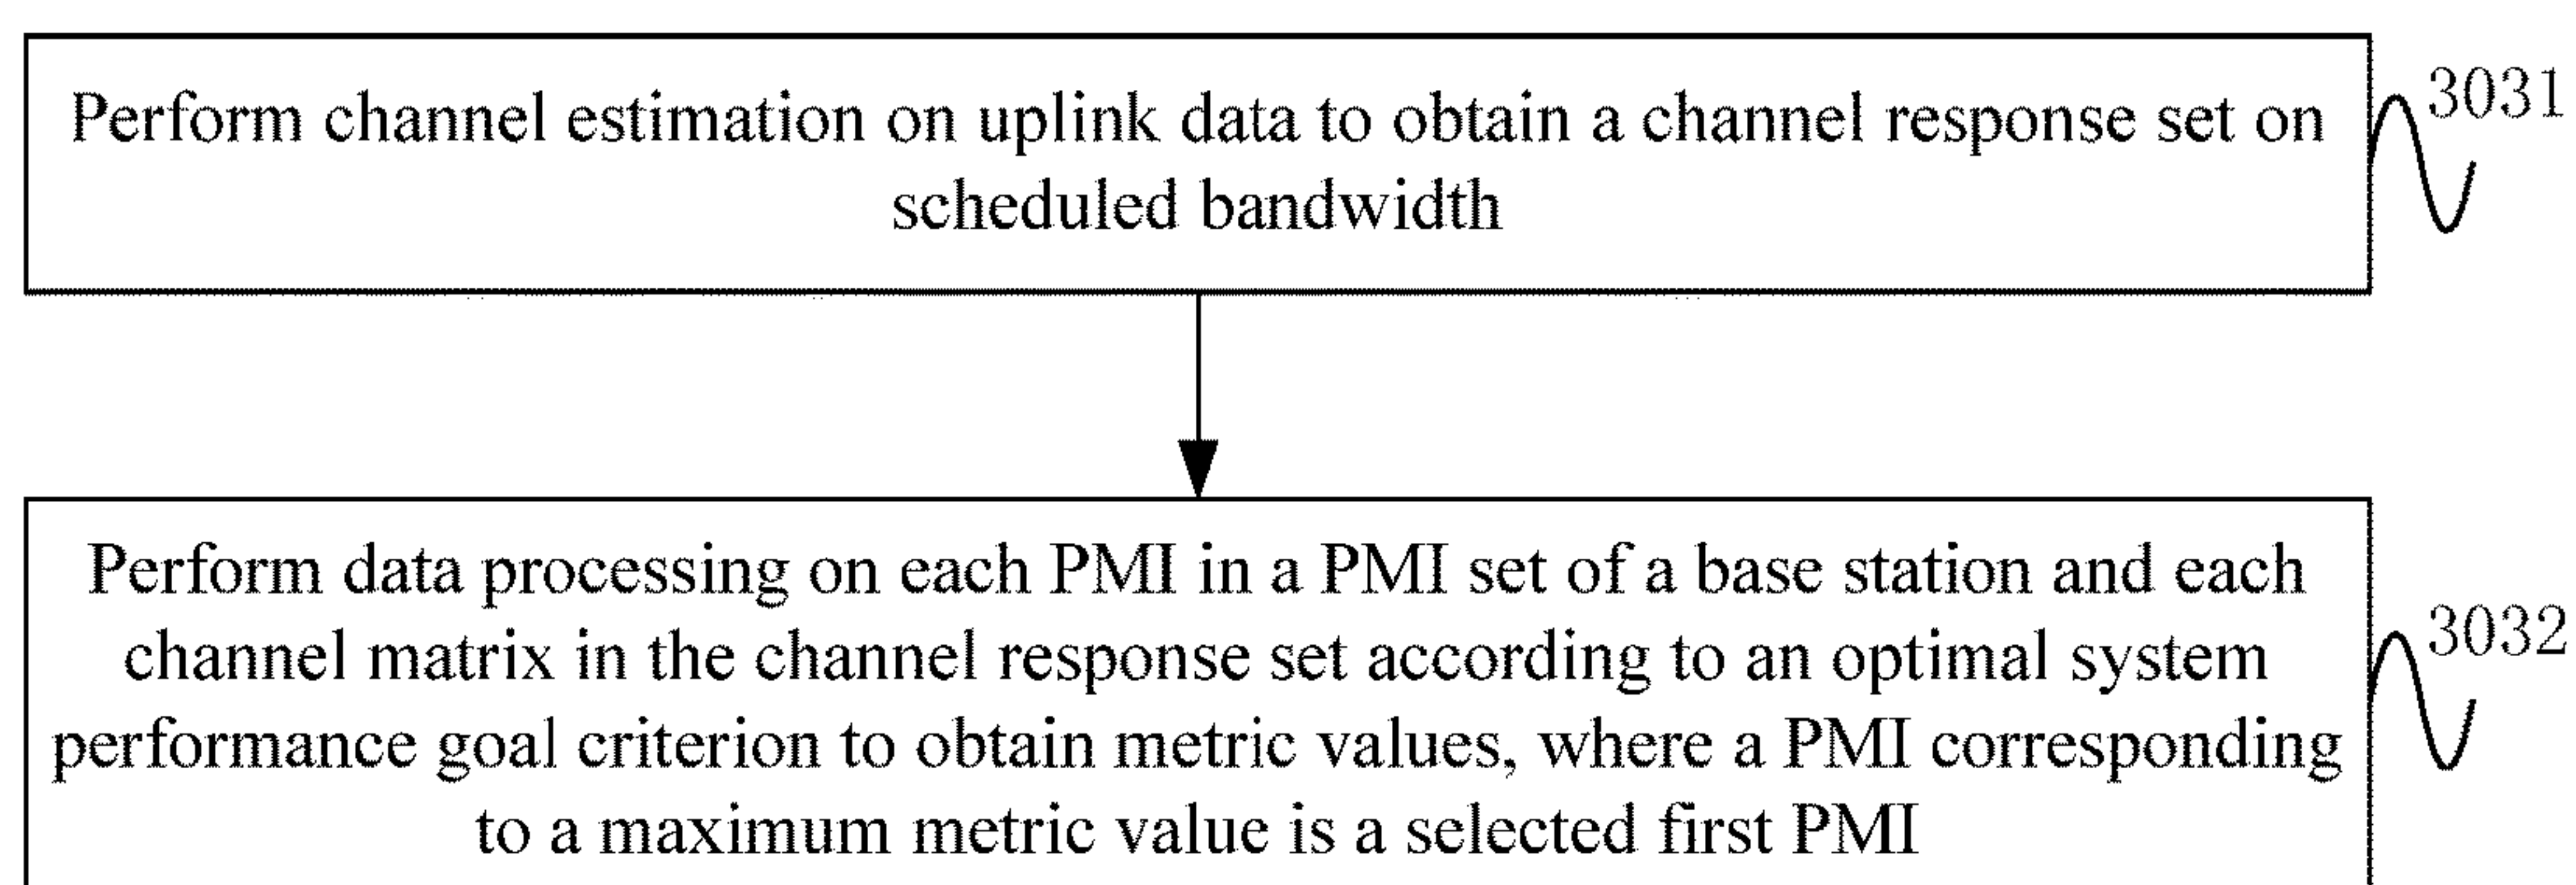 Perform channel estimation on uplink data to obtain a channel response set on
scheduled bandwidth
3031
Perform data processing on each PMI in a PMI set of a base station and each
channel matrix in the channel response set according to an optimal system
performance goal criterion to obtain metric values, where a PMI corresponding
to a maximum metric value is a selected first PMI
3032